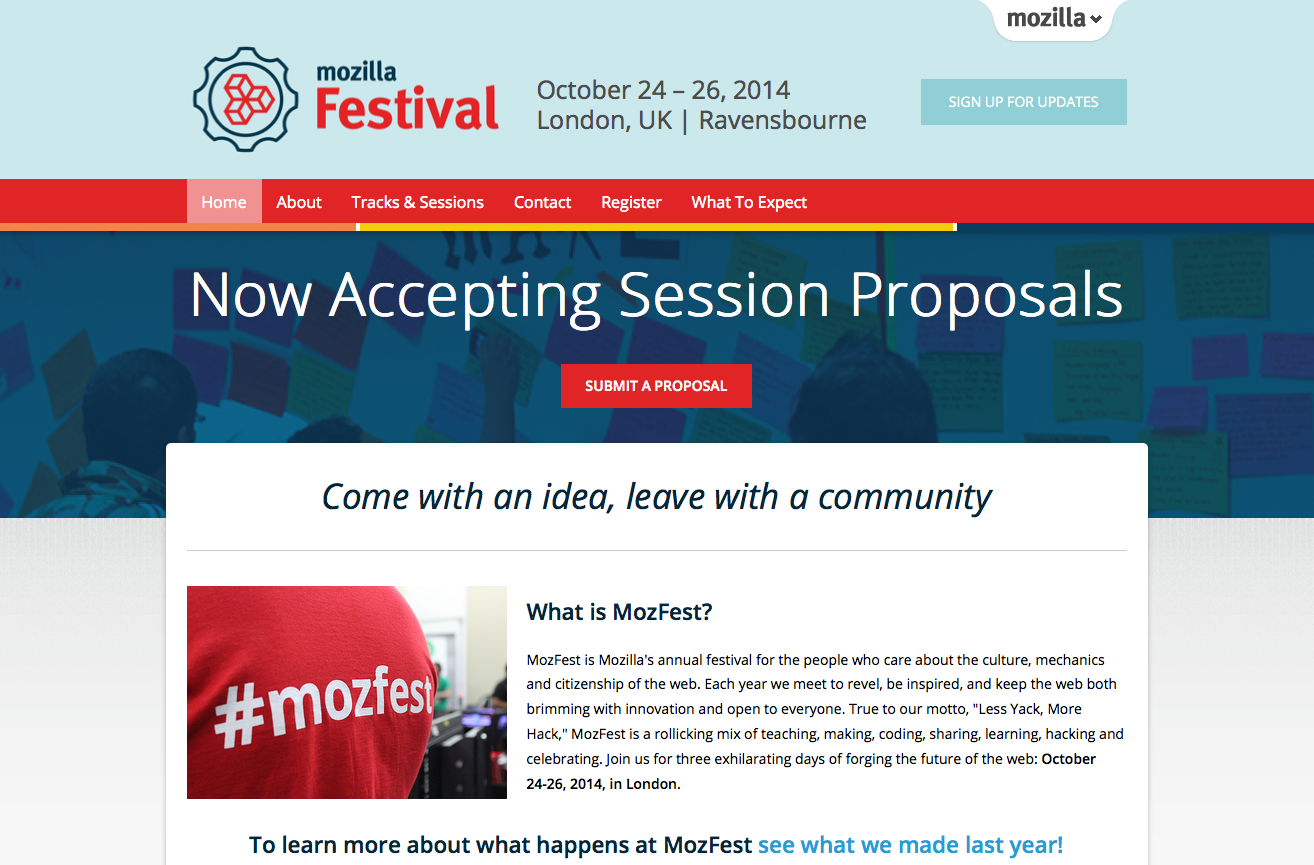 mozilla
mozilla
Festival
October 24 – 26, 2014
London, UK | Ravensbourne
SIGN UP FOR UPDATES
Home About Tracks & Sessions Contact Register What To Expect
Now Accepting Session Proposals
SUBMIT A PROPOSAL
Come with an idea, leave with a community
#mozfest
What is MozFest?
MozFest is Mozilla's annual festival for the people who care about the culture, mechanics
and citizenship of the web. Each year we meet to revel, be inspired, and keep the web both
brimming with innovation and open to everyone. True to our motto, "Less Yack, More
Hack," MozFest is a rollicking mix of teaching, making, coding, sharing, learning, hacking and
celebrating. Join us for three exhilarating days of forging the future of the web: October
24-26, 2014, in London.
To learn more about what happens at MozFest see what we made last year!